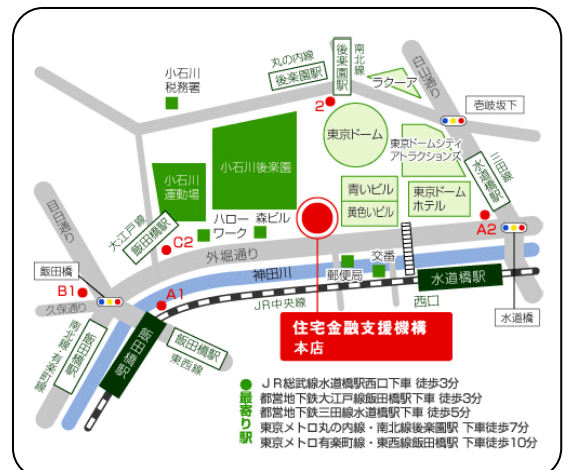 丸の内線
後楽園駅
後楽園駅
南北線
白山通り
小石川
税務署
ラクーア
2
壱岐坂下
東京ドーム
東京ドームシティ
アトラクションズ
小石川後楽園
小石川
運動場
三田線
水道橋駅
青いビル
黄色いビル
東京ドーム
ホテル
目白通り
大江戸線
飯田橋駅
ハロー
ワーク
森ビル
C2
A2
外堀通り
飯田橋
神田川
郵便局
交番
水道橋駅
B1
A1
久保通り
JR中央線
西口
水道橋
飯田橋駅
飯田橋駅
東西線
飯田橋駅
南北線・有楽町線
住宅金融支援機構
本店
●最寄り駅
●ＪＲ総武線水道橋駅西口下車 徒歩3分
都営地下鉄大江戸線飯田橋駅下車 徒歩3分
都営地下鉄三田線水道橋駅下車 徒歩5分
東京メトロ丸の内線・南北線後楽園駅 下車徒歩7分
東京メトロ有楽町線・東西線飯田橋駅 下車徒歩10分